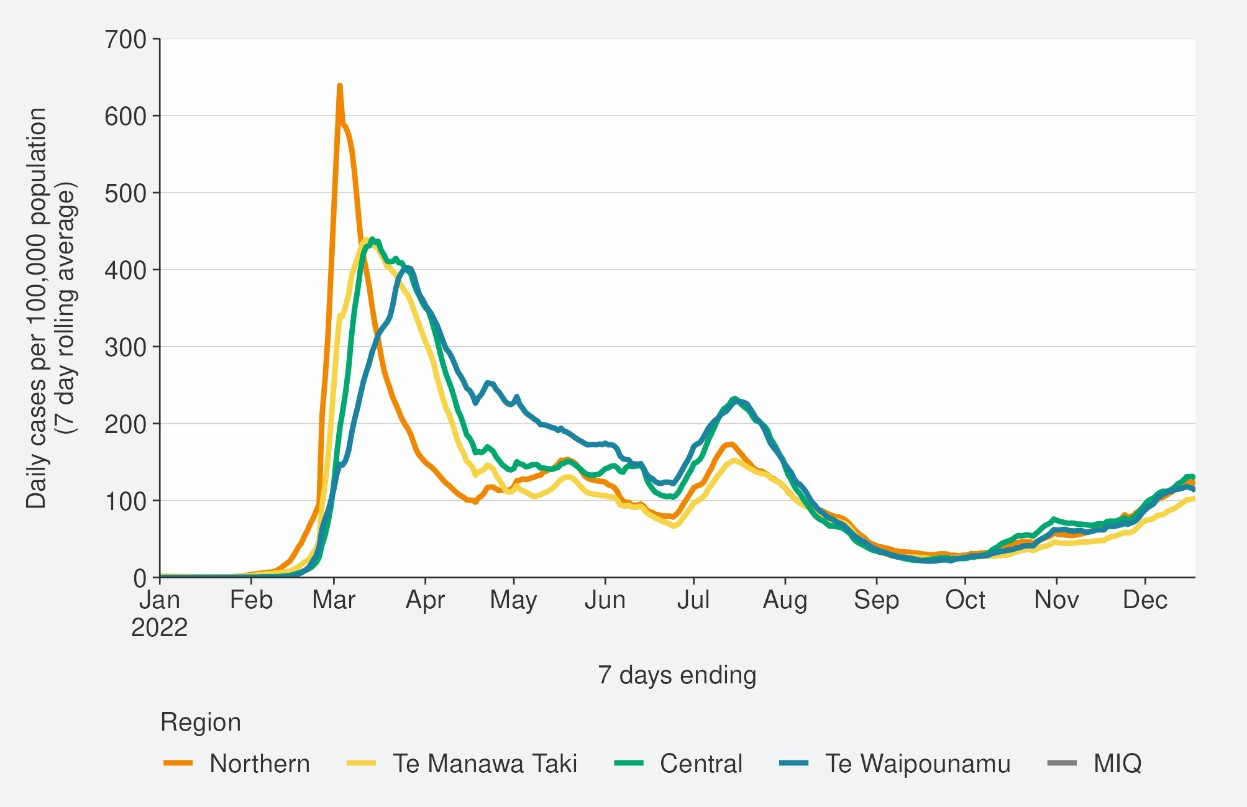 700
600
500
400
300
200
100
0
Daily cases per 100,000 population
(7 day rolling average)
Jan Feb Mar Apr May Jun Jul Aug Sep Oct Nov Dec
2022
7 days ending
Region
Northern Te Manawa Taki Central Te Waipounamu MIQ